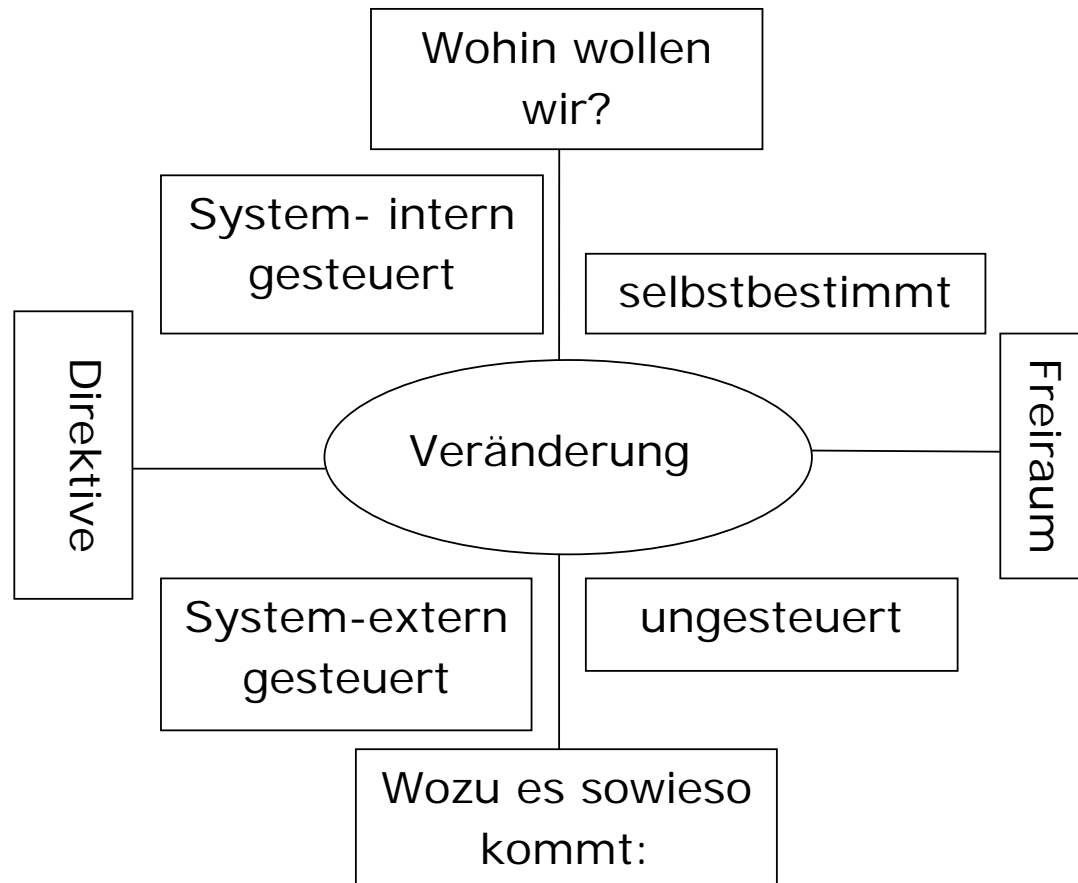 Wohin wollen
wir?
System- intern
gesteuert
selbstbestimmt
Direktive
Veränderung
Freiraum
System-extern
gesteuert
ungesteuert
Wozu es sowieso
kommt: